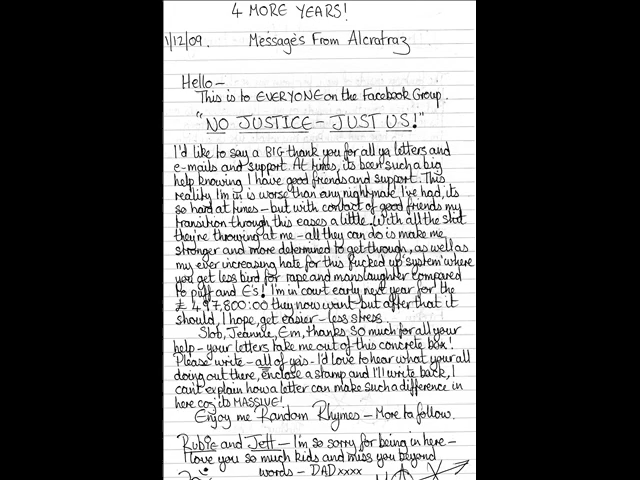 4 MORE YEARS!
1/12/09. Messages From Alcratraz
Hello -
This is to EVERYONE on the Facebook Group.
"NO JUSTICE - JUST US!"
I'd like to say a BIG thank you for all ya letters and
e-mails and support. At times, its been such a big
help knowing I have good friends and support. This
reality I'm in is worse than any nightmare I've had, its
so hard at times - but with contact of good friends my
transition through this eases a little. With all the shit
they're throwing at me - all they can do is make me
stronger and more determined to get through, as well as
my ever increasing hate for this fucked up 'system' where
you get less bird for rape and manslaughter compared
to puff and E's! I'm in court early next year for the
£497,800:00 they now want but after that it
should, I hope, get easier - less stress.
Slob, Jeannie, Em, thanks SO much for all your
help - your letters take me out of this concrete box!
Please write - all of yas - I'd love to hear what your all
doing out there, enclose a stamp and I'll write back, I
can't explain how a letter can make such a difference in
here coz its MASSIVE!
Enjoy me Random Rhymes - More to follow.
Rubie and Jett - I'm so sorry for being in here -
I love you so much kids and miss you beyond
words - DAD xxxx